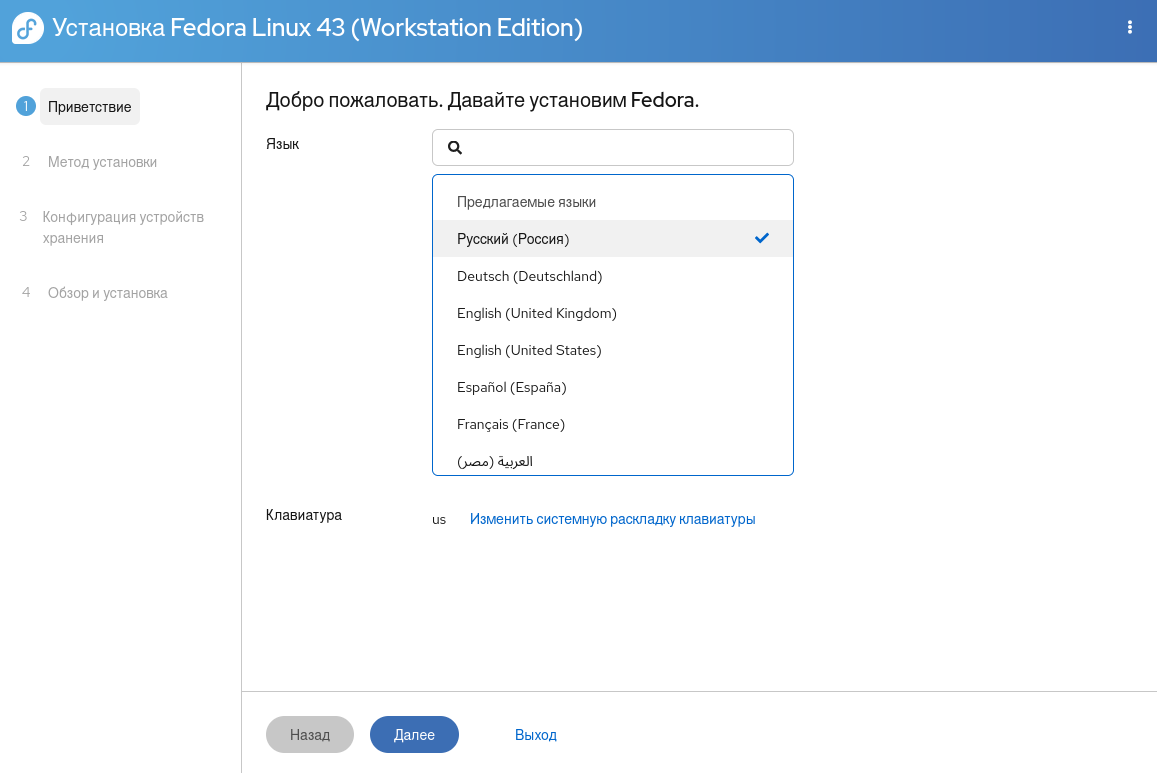 Установка Fedora Linux 43 (Workstation Edition)
1 Приветствие
2 Метод установки
3 Конфигурация устройств
хранения
4 Обзор и установка
Добро пожаловать. Давайте установим Fedora.
Язык
Предлагаемые языки
Русский (Россия)
Deutsch (Deutschland)
English (United Kingdom)
English (United States)
Español (España)
Français (France)
العربية (مصر)
Клавиатура
us Изменить системную раскладку клавиатуры
Назад Далее Выход